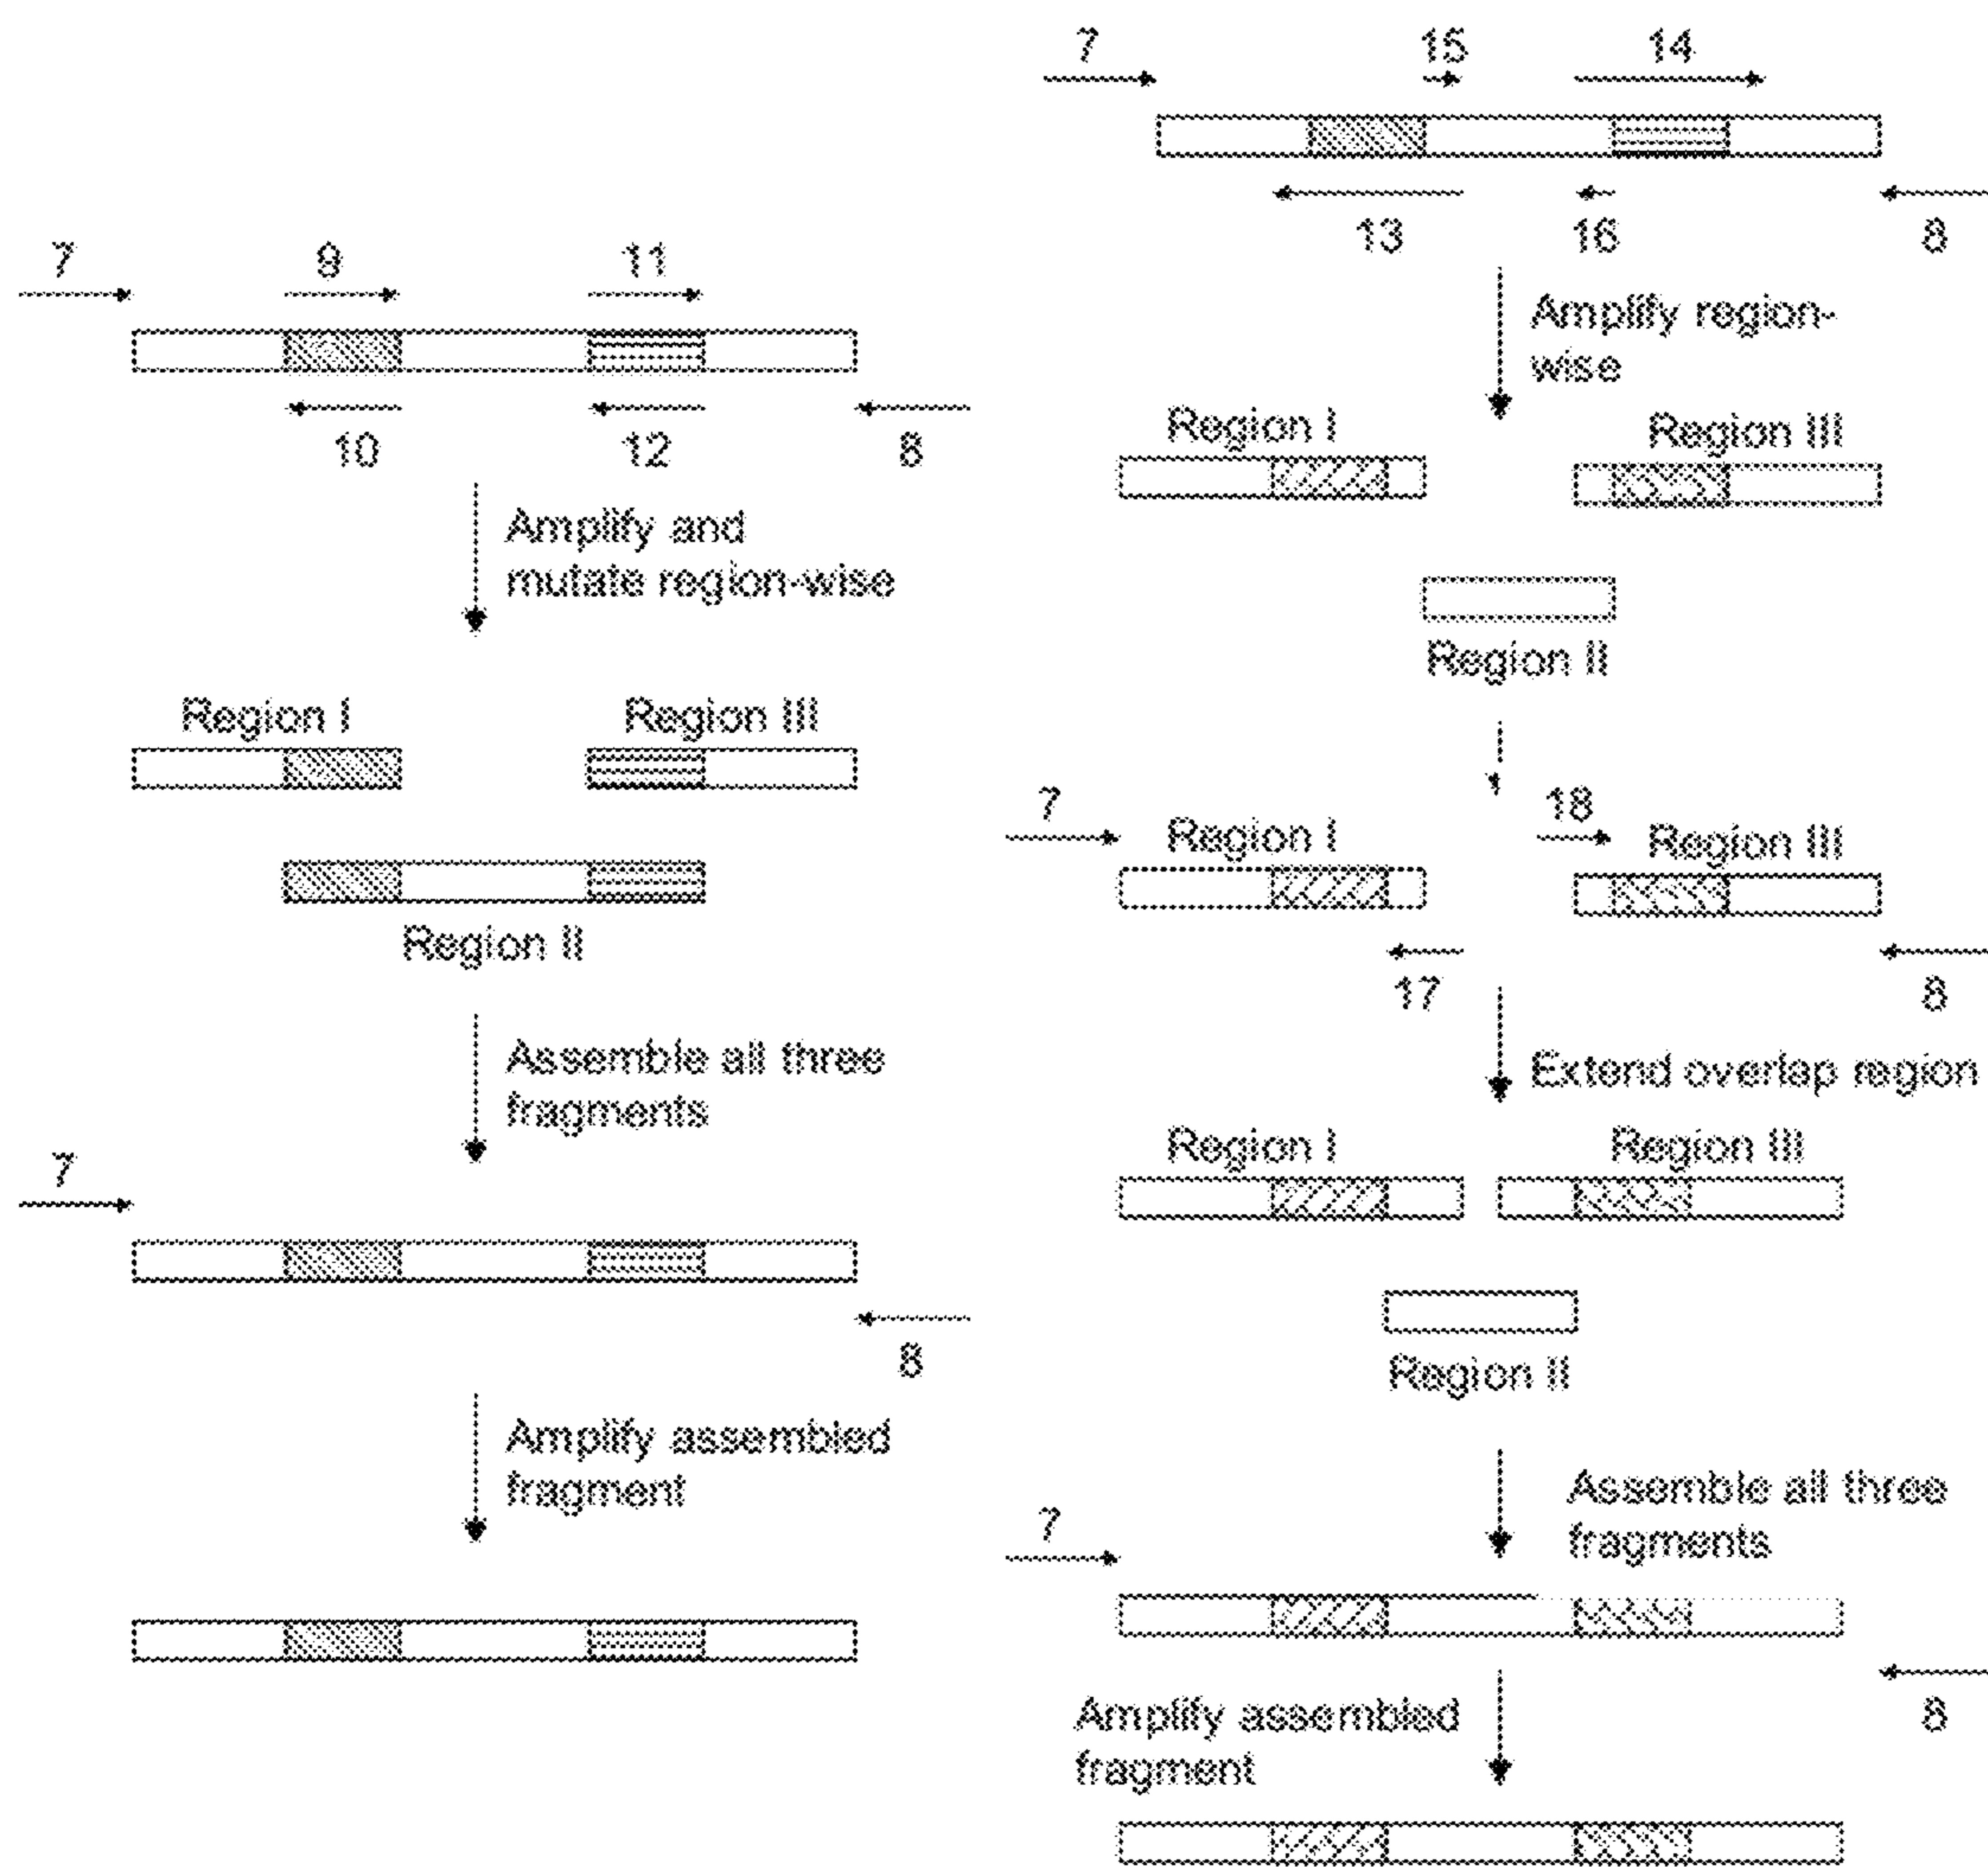 7
9
11
10
12
8
Amplify and
mutate region-wise
Region I
Region III
Region II
Assemble all three
fragments
7
8
Amplify assembled
fragment
7
15
14
13
16
8
Amplify region-
wise
Region I
Region III
Region II
7
18
Region I
Region III
17
8
Extend overlap region
Region I
Region III
Region II
Assemble all three
fragments
7
8
Amplify assembled
fragment